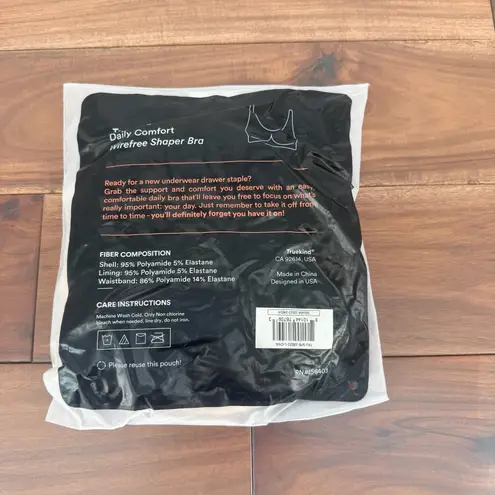 Daily Comfort
Wirefree Shaper Bra
Ready for a new underwear drawer staple?
Grab the support and comfort you deserve with an easy,
comfortable daily bra that'll leave you free to focus on what's
really important: your day. Just remember to take it off from
time to time - you'll definitely forget you have it on!
FIBER COMPOSITION
Shell: 95% Polyamide 5% Elastane
Lining: 95% Polyamide 5% Elastane
Waistband: 86% Polyamide 14% Elastane
Truekind®
CA 92614, USA
Made in China
Designed in USA
CARE INSTRUCTIONS
Machine Wash Cold. Only Non chlorine
bleach when needed, line dry, do not iron.
Please reuse this pouch!